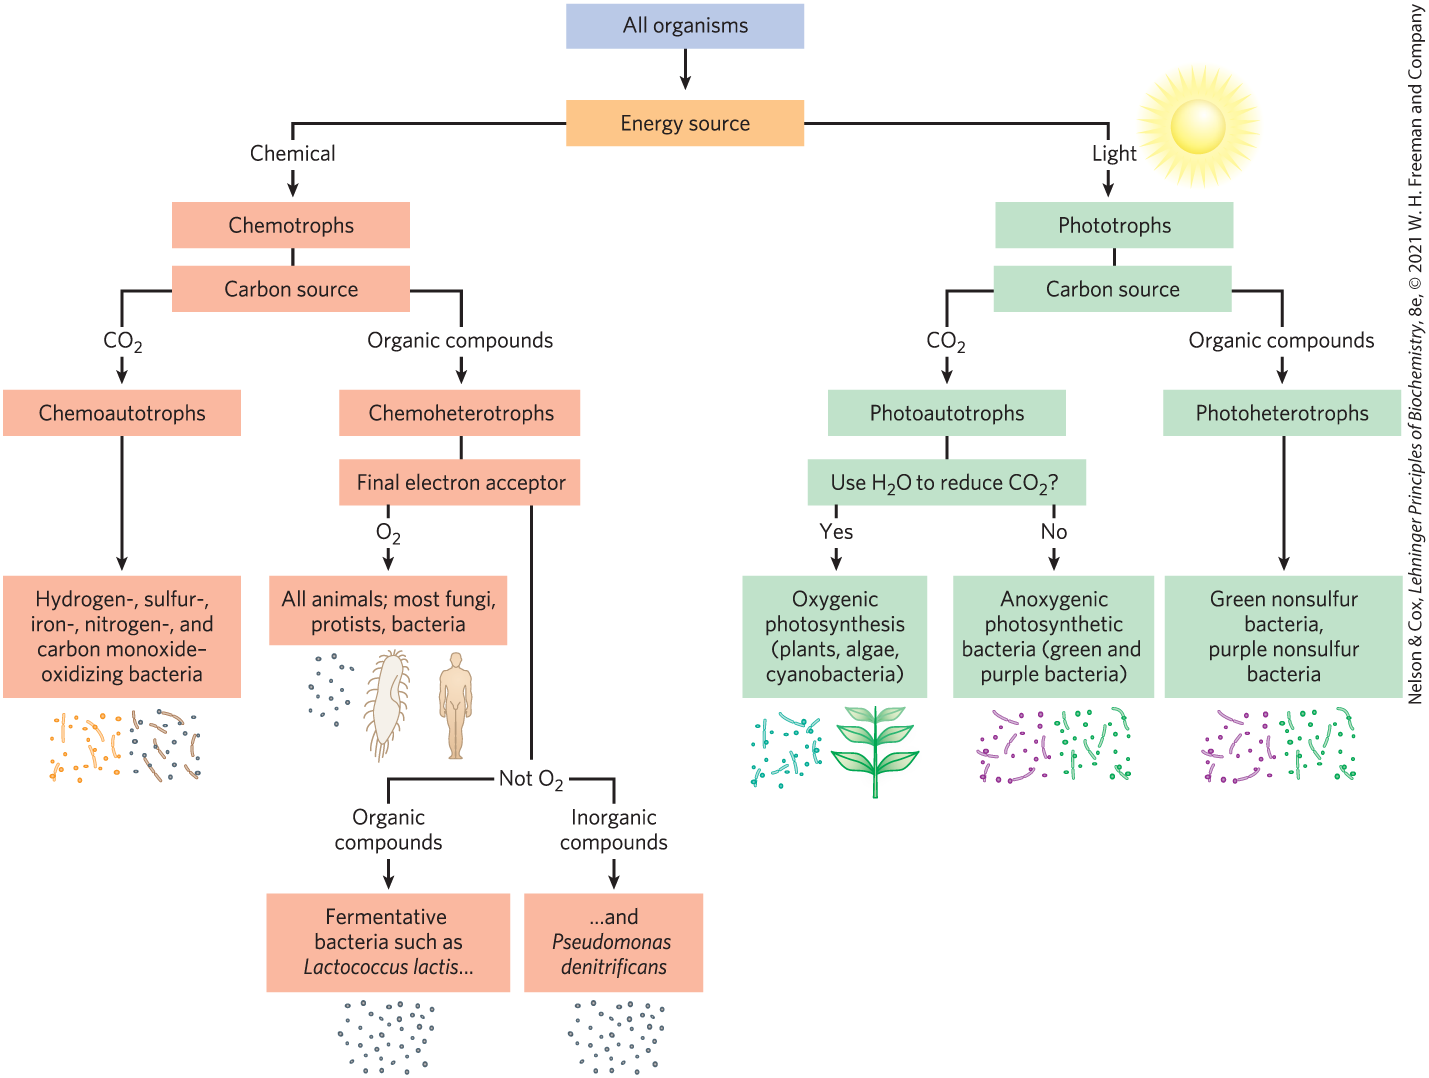 All organisms
Energy source
Chemical
Light
Chemotrophs
Phototrophs
Carbon source
Carbon source
CO₂
Organic compounds
CO₂
Organic compounds
Chemoautotrophs
Chemoheterotrophs
Photoautotrophs
Photoheterotrophs
Final electron acceptor
Use H₂O to reduce CO₂?
O₂
Yes
No
Hydrogen-, sulfur-,
iron-, nitrogen-, and
carbon monoxide–
oxidizing bacteria
All animals; most fungi,
protists, bacteria
Oxygenic
photosynthesis
(plants, algae,
cyanobacteria)
Anoxygenic
photosynthetic
bacteria (green and
purple bacteria)
Green nonsulfur
bacteria,
purple nonsulfur
bacteria
Not O₂
Organic
compounds
Inorganic
compounds
Fermentative
bacteria such as
Lactococcus lactis...
...and
Pseudomonas
denitrificans
Nelson & Cox, Lehninger Principles of Biochemistry, 8e, © 2021 W. H. Freeman and Company